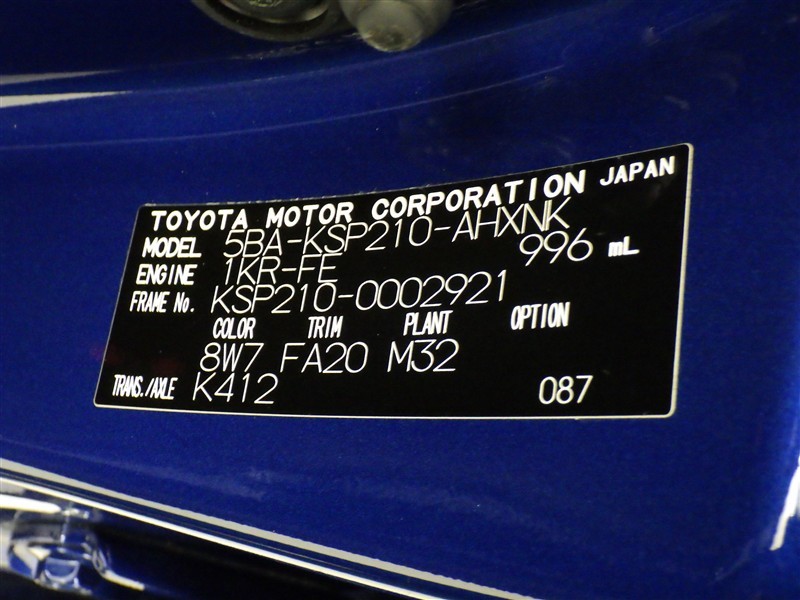 TOYOTA MOTOR CORPORATION JAPAN
MODEL 5BA-KSP210-AHXNK
ENGINE 1KR-FE 996 mL
FRAME No. KSP210-0002921
COLOR TRIM PLANT OPTION
8W7 FA20 M32
TRANS./AXLE K412 087